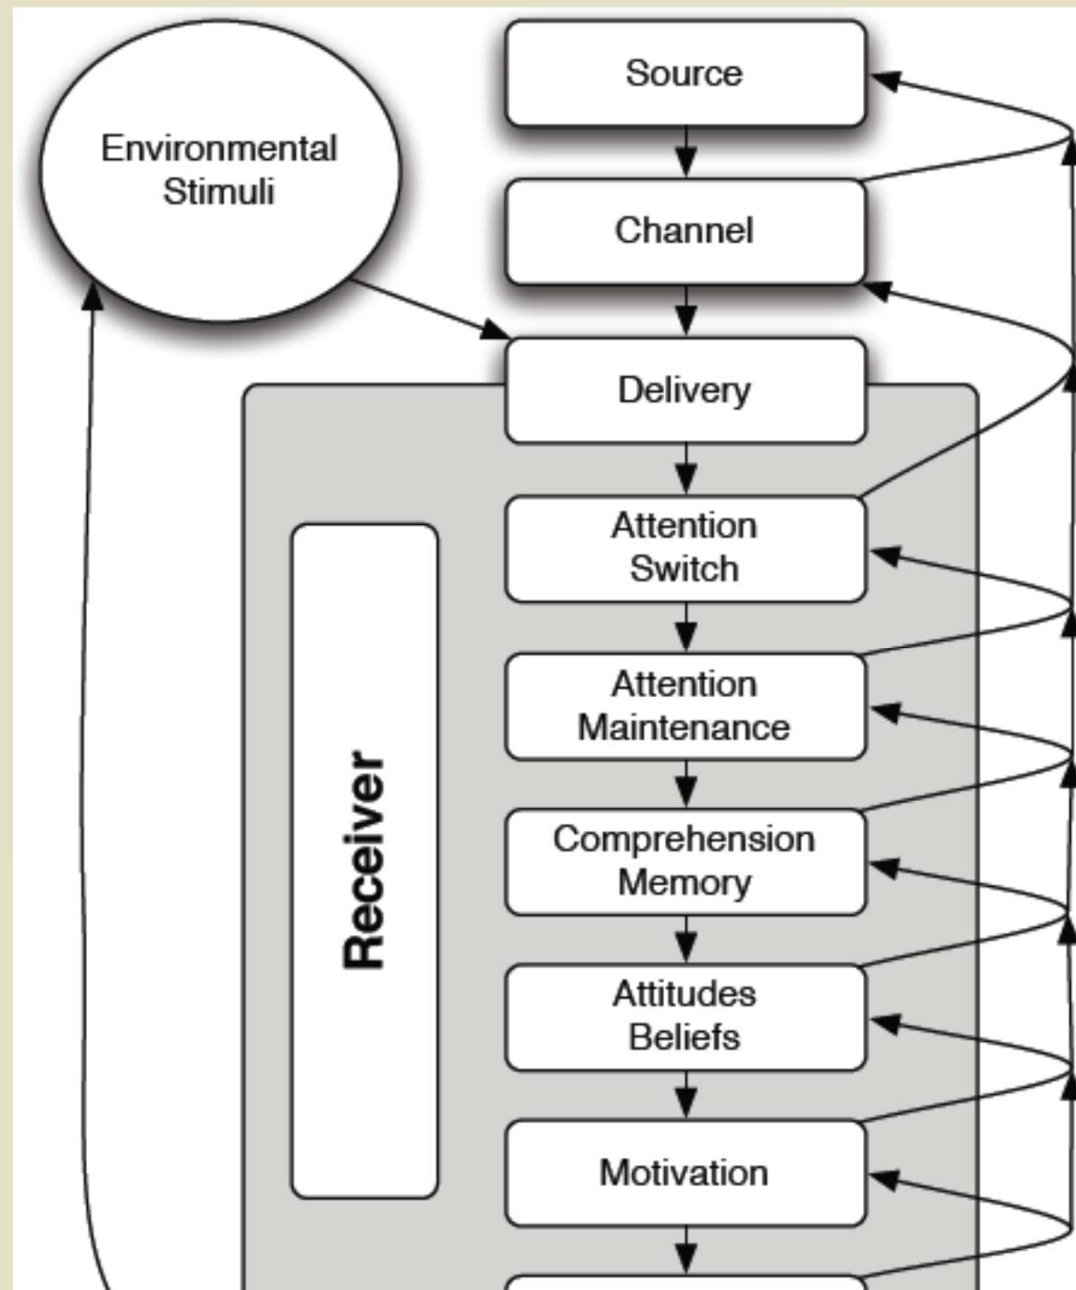 Environmental
Stimuli
Source
Channel
Delivery
Attention
Switch
Attention
Maintenance
Comprehension
Memory
Attitudes
Beliefs
Motivation
Receiver